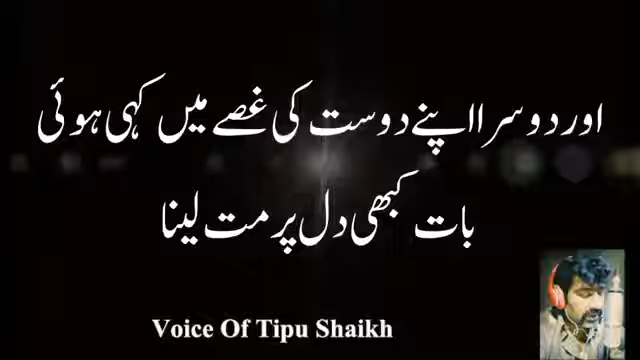 اور دوسرا اپنے دوست کی غصے میں کہی ہوئی
بات کبھی دل پر مت لینا
Voice Of Tipu Shaikh